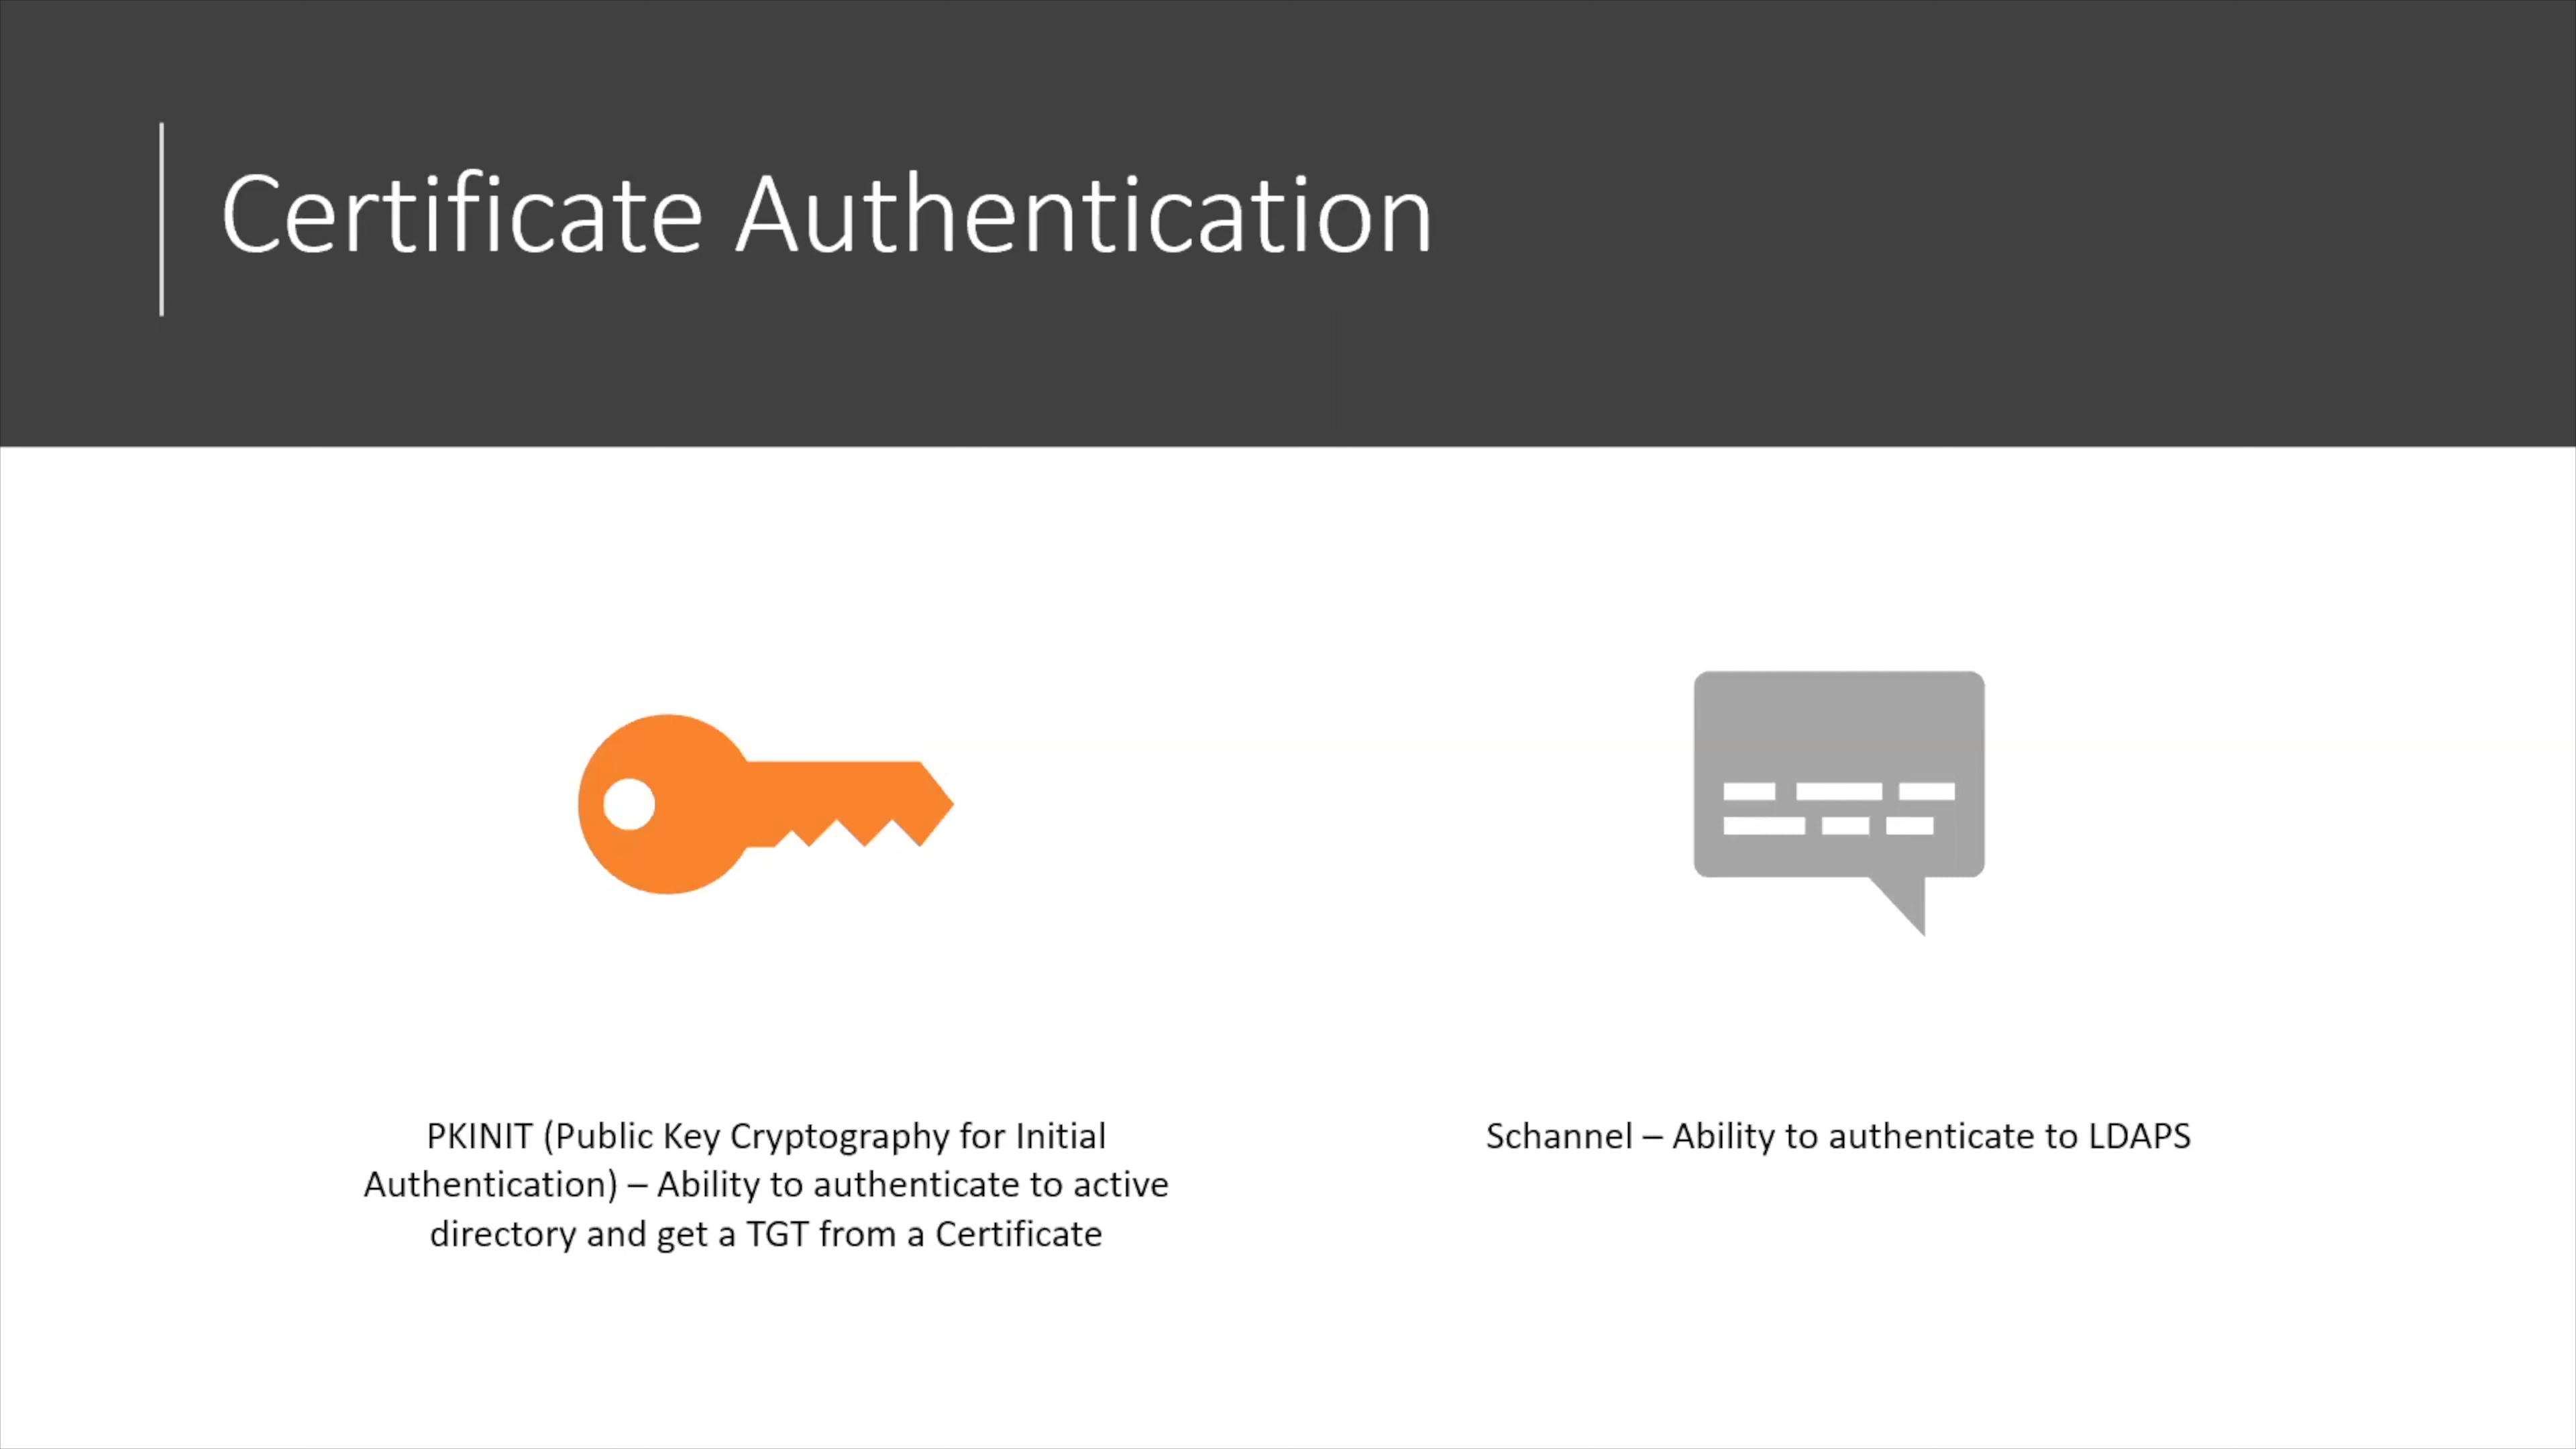 Certificate Authentication
PKINIT (Public Key Cryptography for Initial
Authentication) – Ability to authenticate to active
directory and get a TGT from a Certificate
Schannel – Ability to authenticate to LDAPS